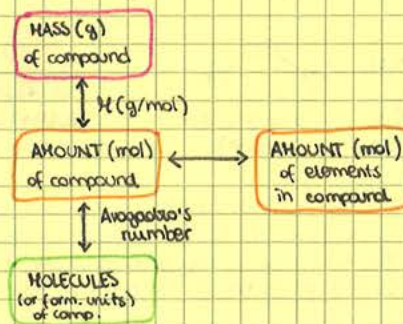 MASS (g)
of compound
M (g/mol)
AMOUNT (mol)
of compound
AMOUNT (mol)
of elements
in compound
Avogadro's
number
MOLECULES
(or form. units)
of comp.